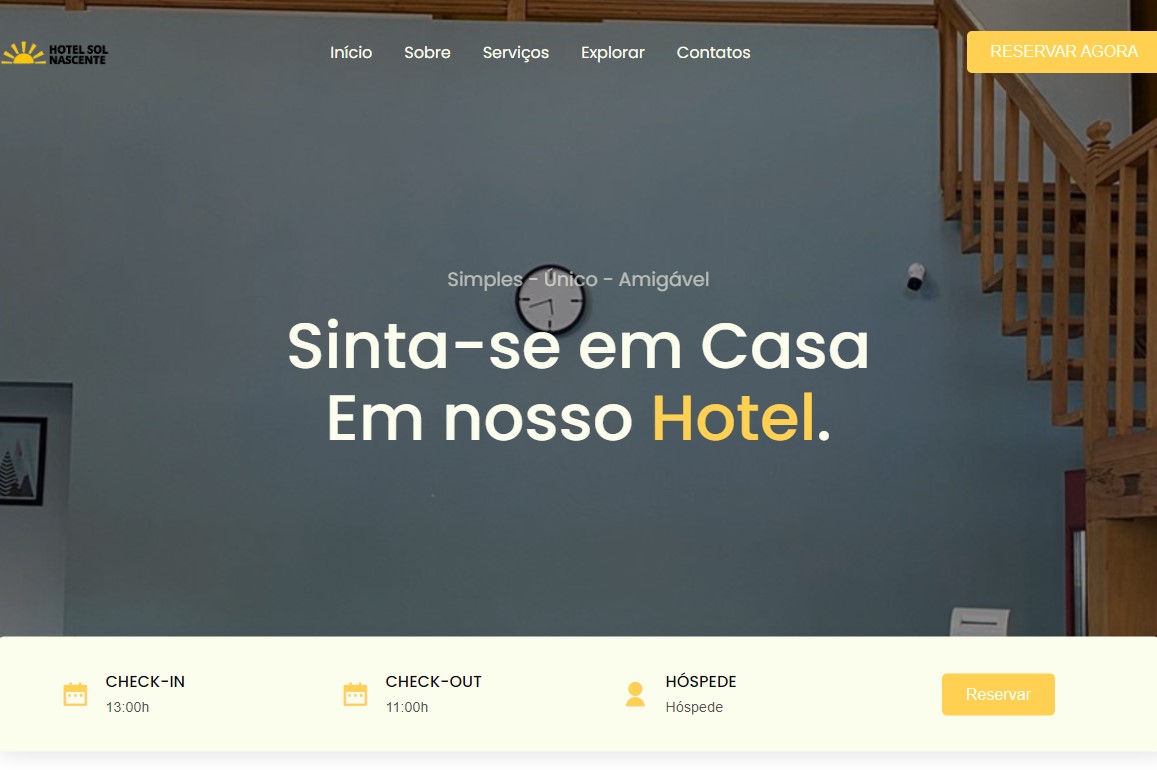 HOTEL SOL
NASCENTE
Início Sobre Serviços Explorar Contatos
RESERVAR AGORA
Simples - Único - Amigável
Sinta-se em Casa
Em nosso Hotel.
CHECK-IN
13:00h
CHECK-OUT
11:00h
HÓSPEDE
Hóspede
Reservar